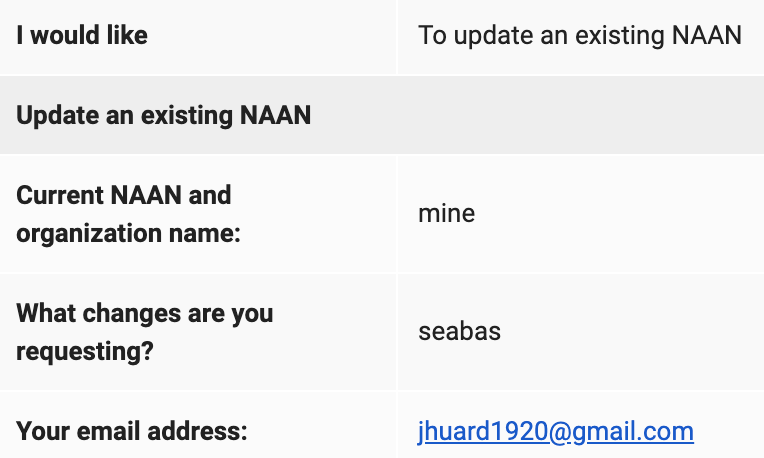 I would like To update an existing NAAN
Update an existing NAAN
Current NAAN and
organization name: mine
What changes are you
requesting? seabas
Your email address: jhuard1920@gmail.com